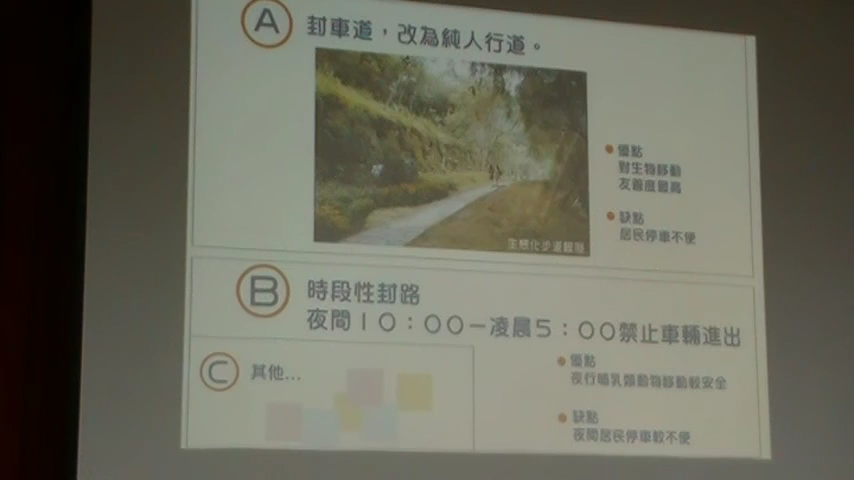 A
封車道，改為純人行道。
優點
對生物移動
友善度最高
缺點
居民停車不便
生態化步道
B
時段性封路
夜間10：00－凌晨5：00禁止車輛進出
C
其他...
優點
夜行哺乳類動物移動較安全
缺點
夜間居民停車較不便